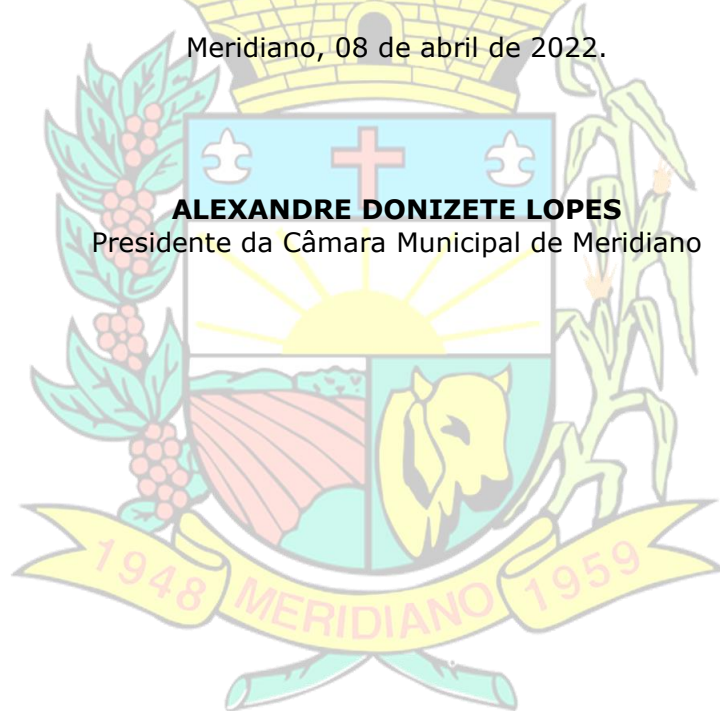 Meridiano, 08 de abril de 2022.
ALEXANDRE DONIZETE LOPES
Presidente da Câmara Municipal de Meridiano
1948 MERIDIANO 1959